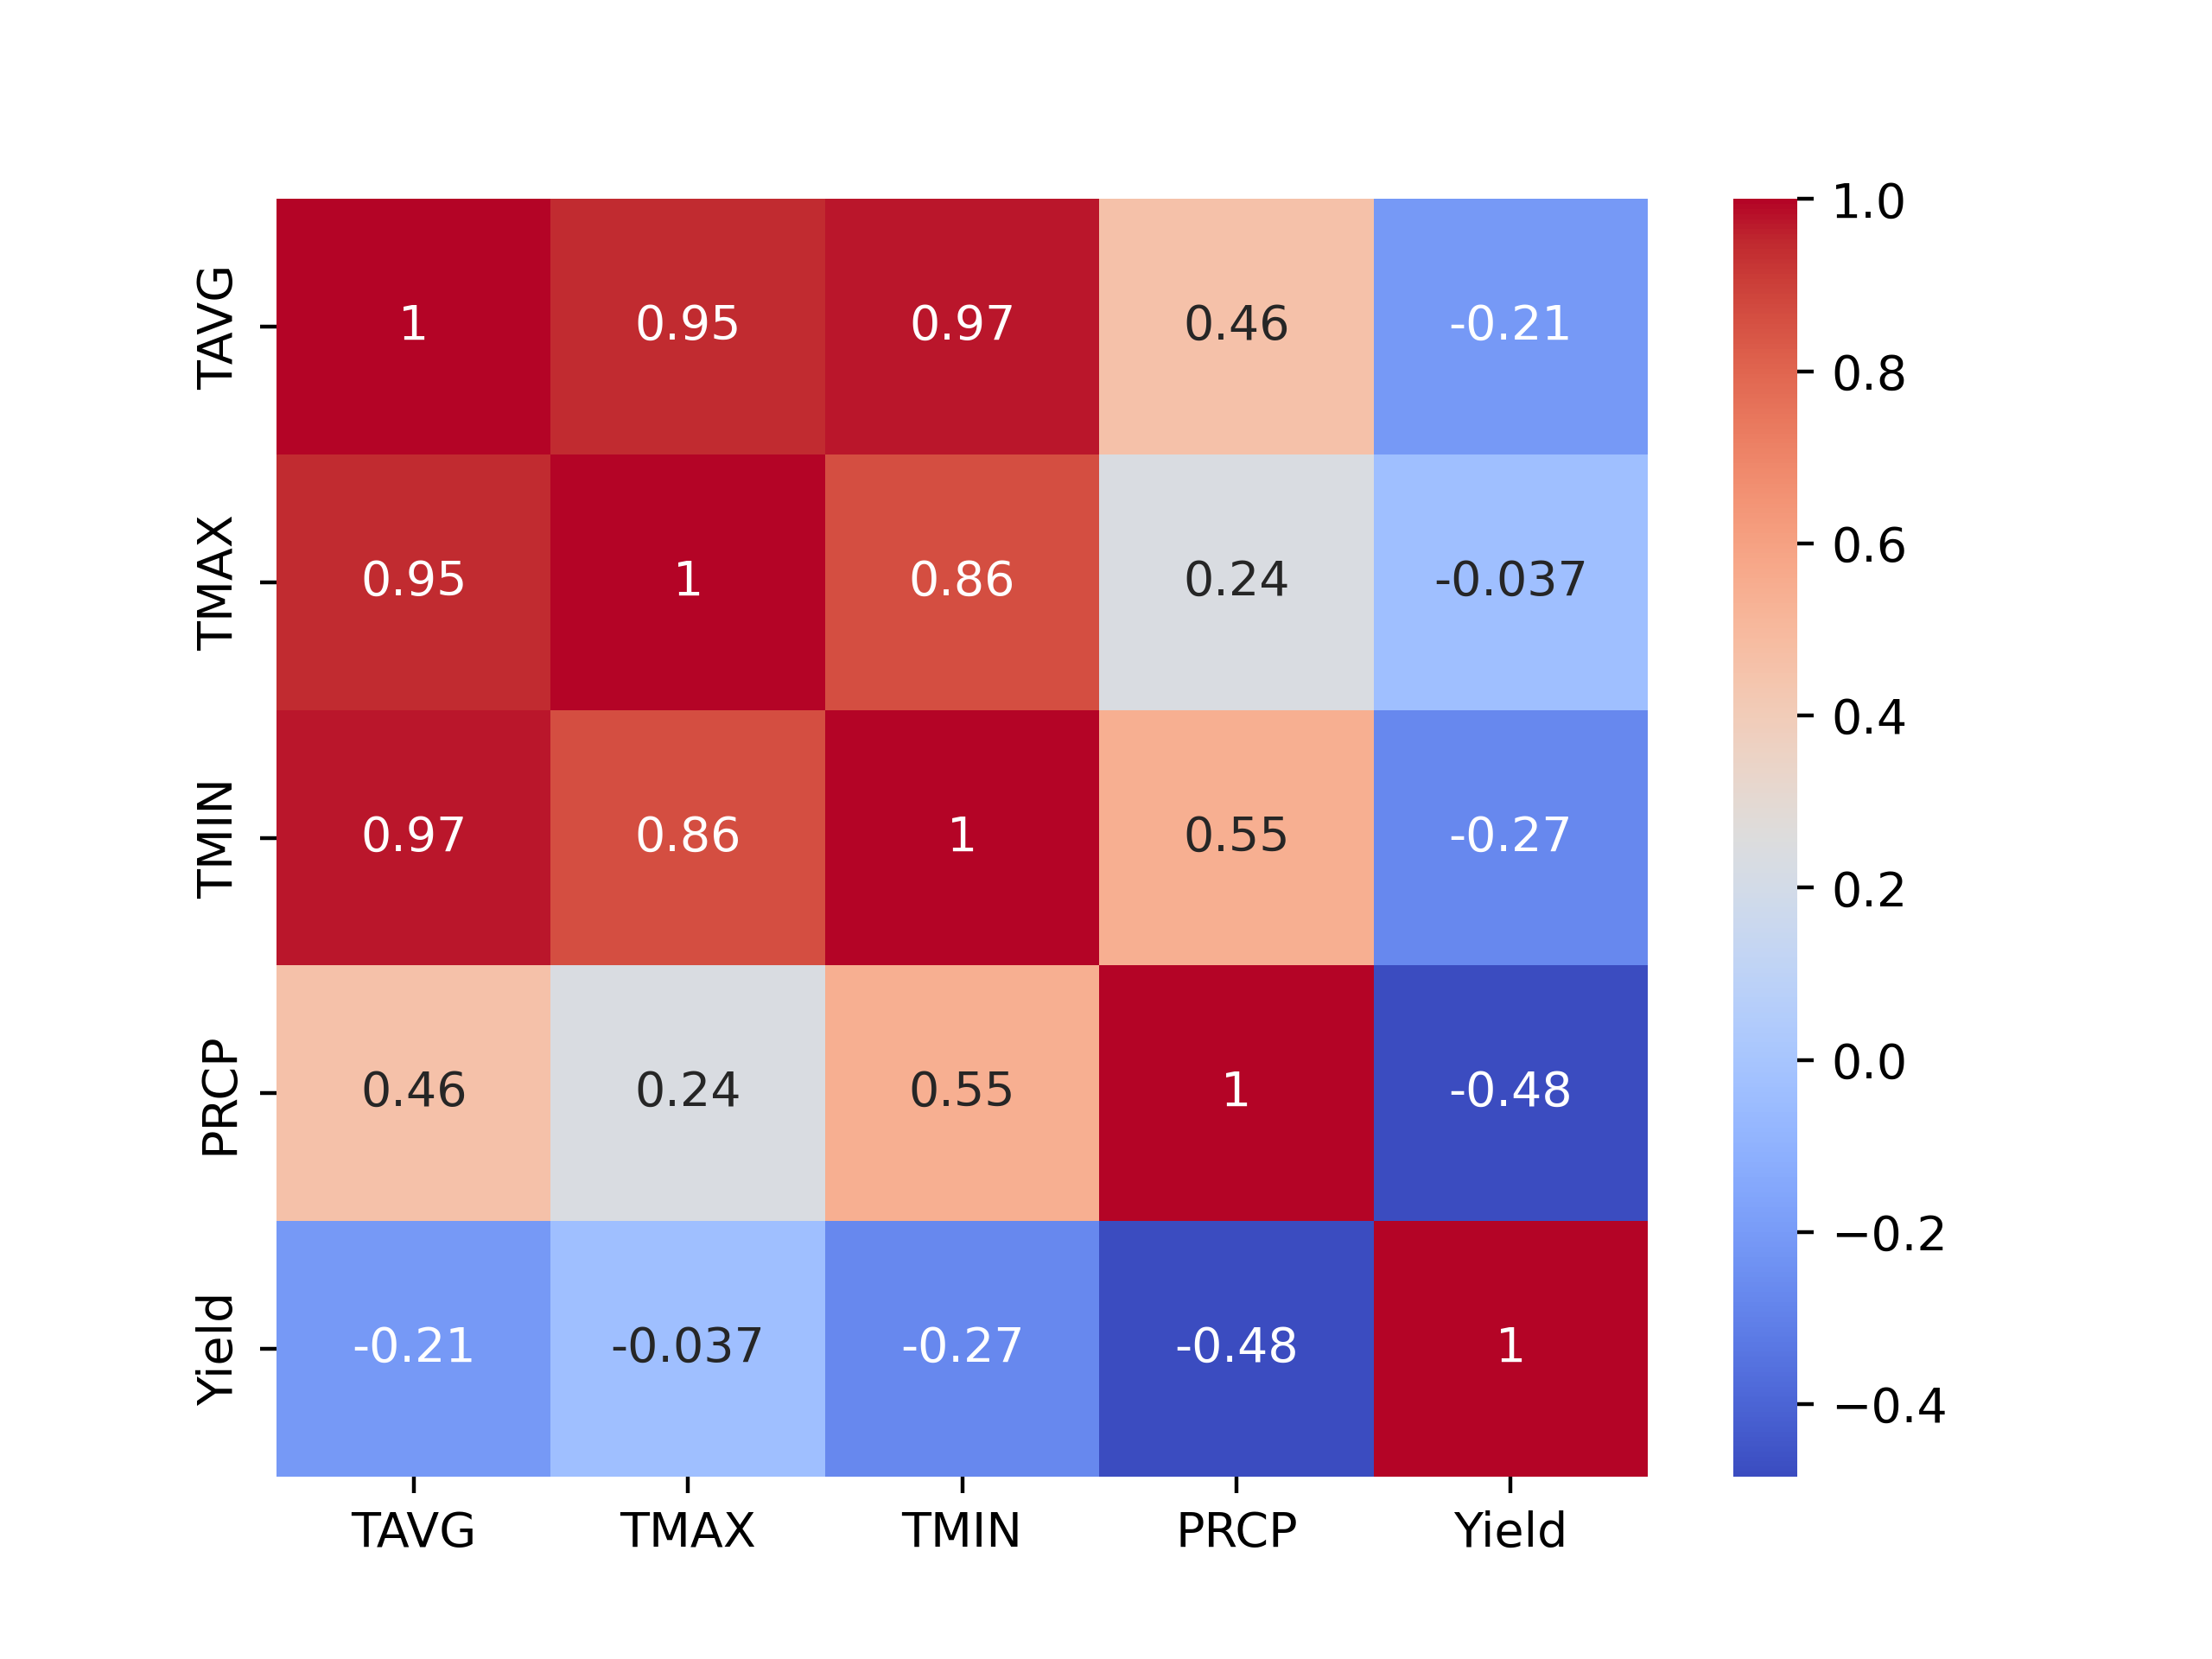 TAVG 1 0.95 0.97 0.46 -0.21
TMAX 0.95 1 0.86 0.24 -0.037
TMIN 0.97 0.86 1 0.55 -0.27
PRCP 0.46 0.24 0.55 1 -0.48
Yield -0.21 -0.037 -0.27 -0.48 1
TAVG TMAX TMIN PRCP Yield
1.0
0.8
0.6
0.4
0.2
0.0
−0.2
−0.4